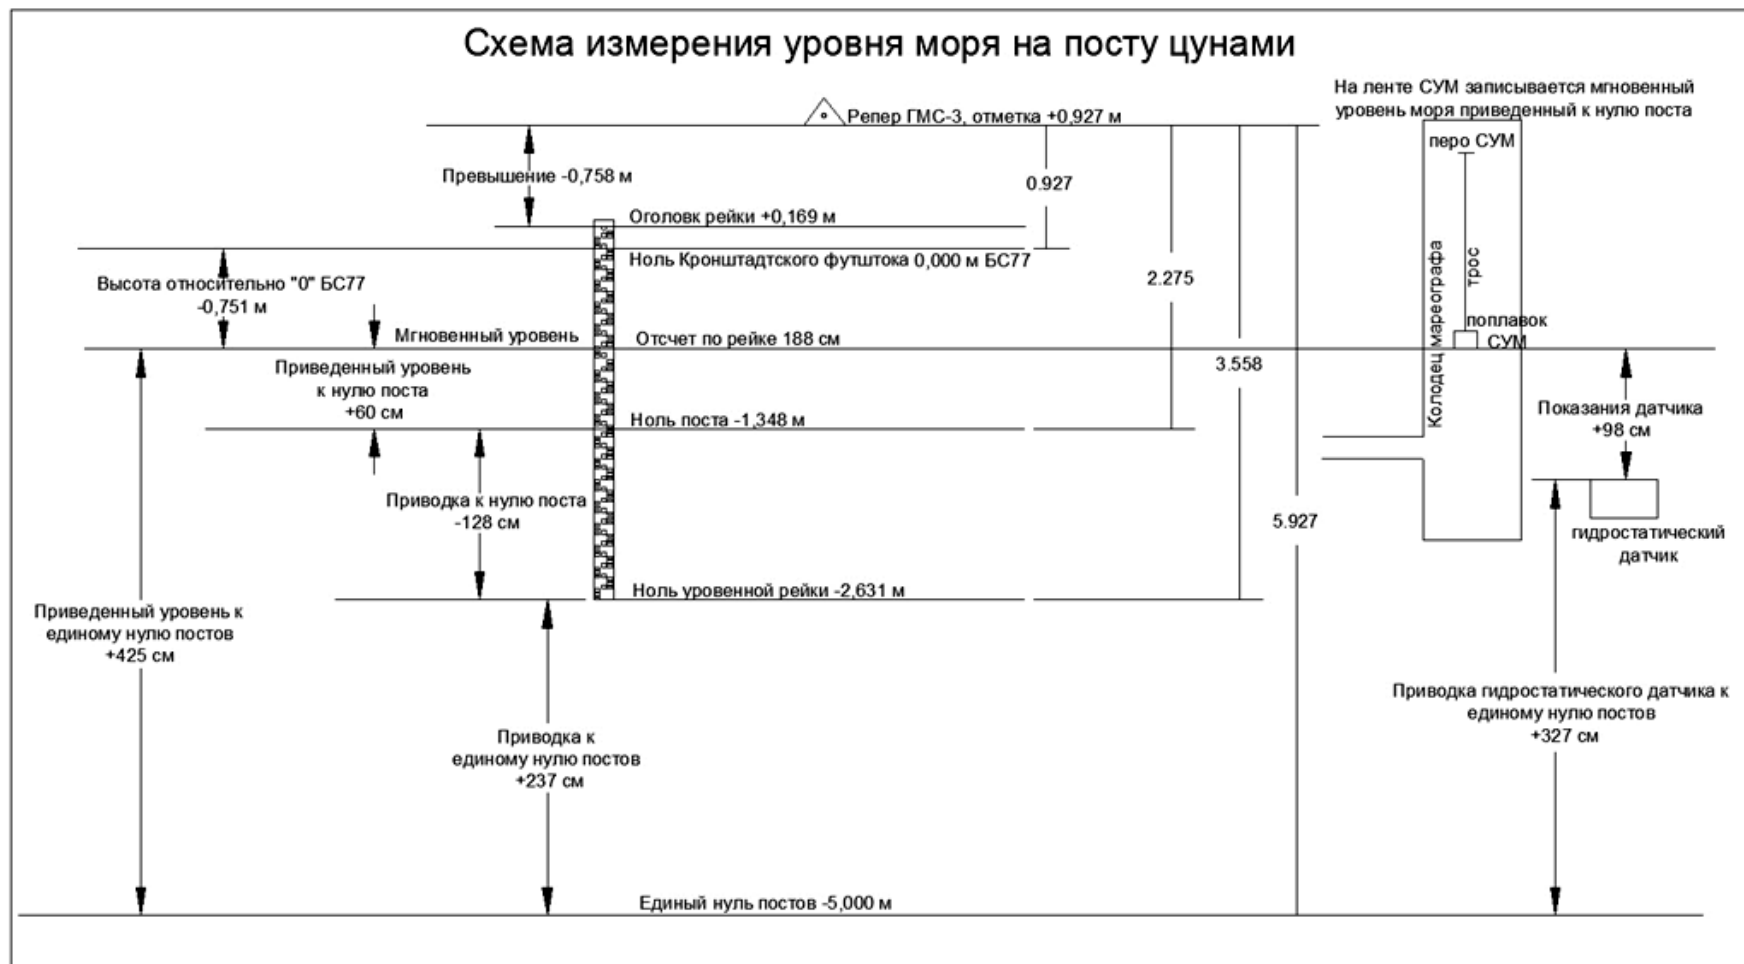 Схема измерения уровня моря на посту цунами
На ленте СУМ записывается мгновенный
уровень моря приведенный к нулю поста
Репер ГМС-3, отметка +0,927 м
перо СУМ
Превышение -0,758 м
0.927
Оголовк рейки +0,169 м
Ноль Кронштадтского футштока 0,000 м БС77
Высота относительно "0" БС77
-0,751 м
2.275
Колодец мареографа
трос
поплавок
СУМ
Мгновенный уровень
Отсчет по рейке 188 см
3.558
Приведенный уровень
к нулю поста
+60 см
Ноль поста -1,348 м
Показания датчика
+98 см
Приводка к нулю поста
-128 см
5.927
гидростатический
датчик
Ноль уровенной рейки -2,631 м
Приведенный уровень к
единому нулю постов
+425 см
Приводка гидростатического датчика к
единому нулю постов
+327 см
Приводка к
единому нулю постов
+237 см
Единый нуль постов -5,000 м